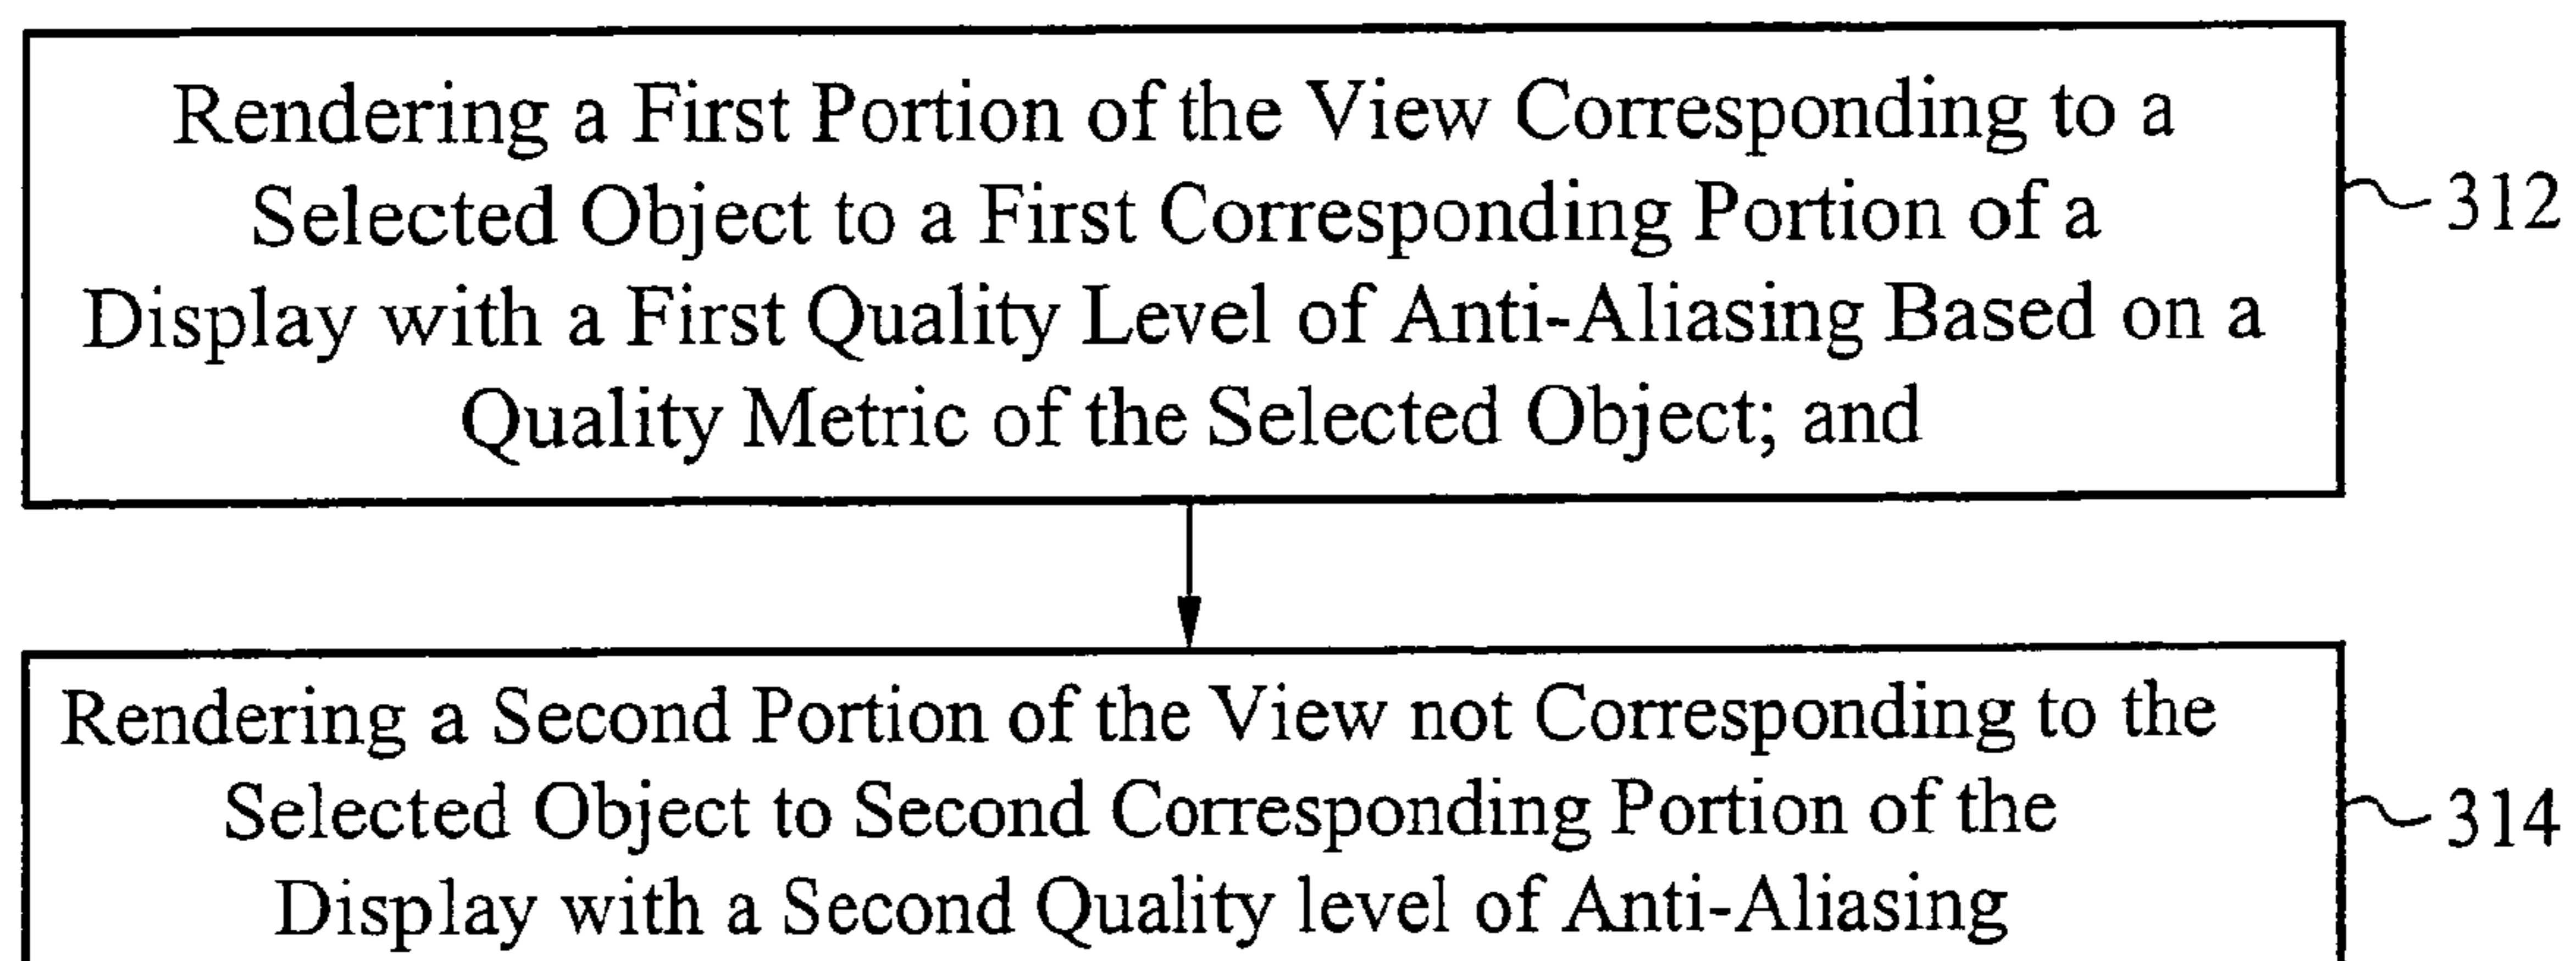 Rendering a First Portion of the View Corresponding to a
Selected Object to a First Corresponding Portion of a
Display with a First Quality Level of Anti-Aliasing Based on a
Quality Metric of the Selected Object; and
312
Rendering a Second Portion of the View not Corresponding to the
Selected Object to Second Corresponding Portion of the
Display with a Second Quality level of Anti-Aliasing
314